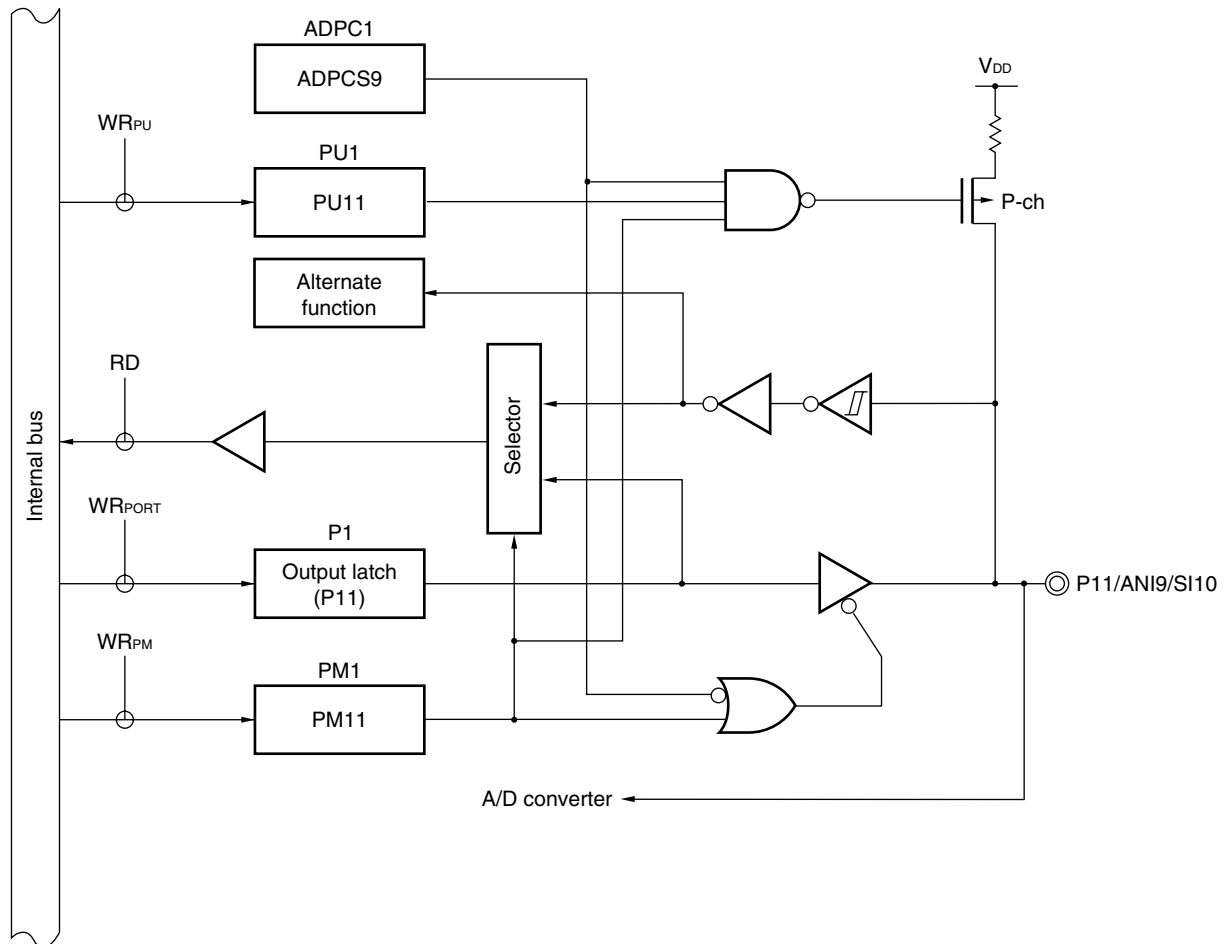 ADPC1
ADPCS9
VDD
WRPU
PU1
PU11
P-ch
Alternate
function
RD
Selector
Internal bus
WRPORT
P1
Output latch
(P11)
P11/ANI9/SI10
WRPM
PM1
PM11
A/D converter